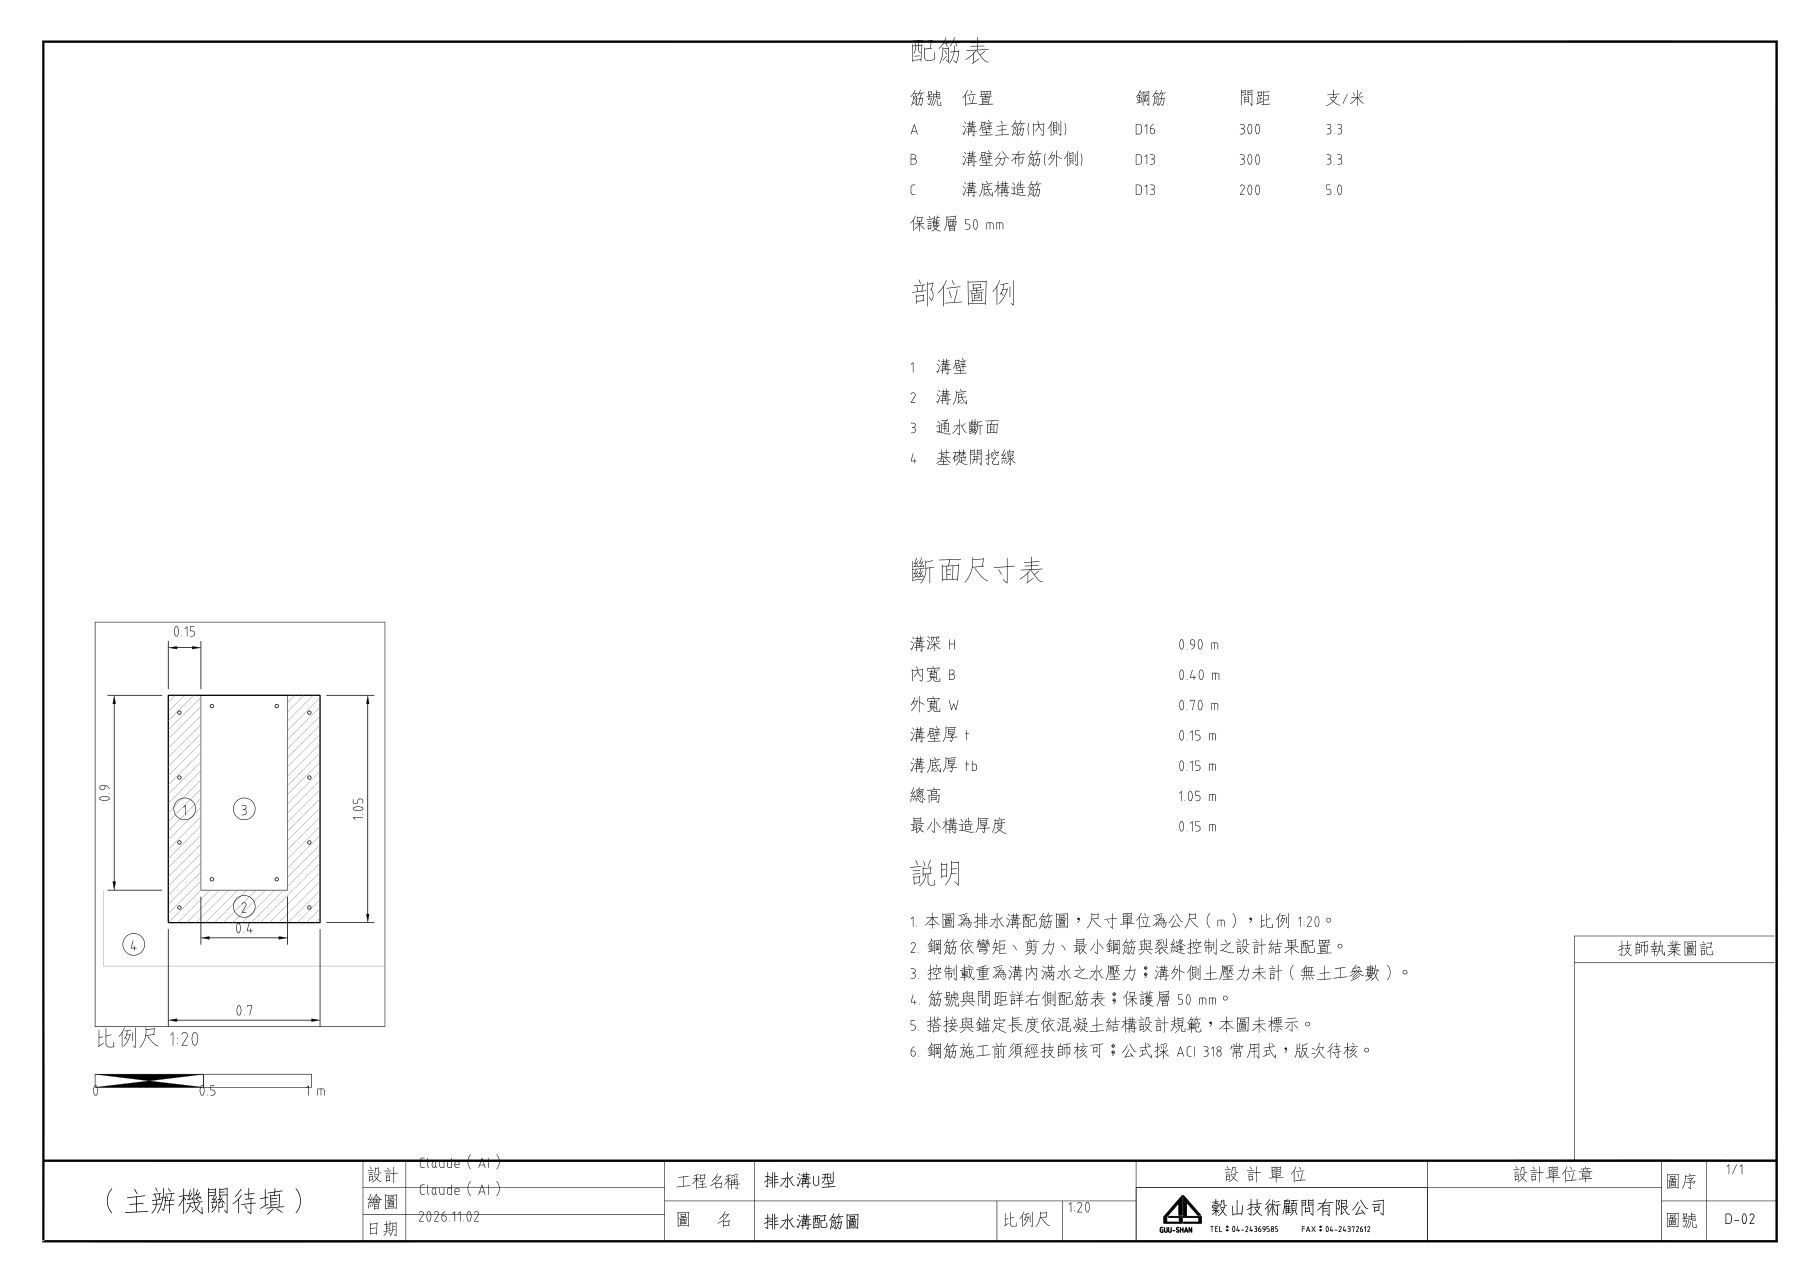 配筋表
筋號 位置 鋼筋 間距 支/米
A 溝壁主筋(內側) D16 300 3.3
B 溝壁分布筋(外側) D13 300 3.3
C 溝底構造筋 D13 200 5.0
保護層 50 mm
部位圖例
1 溝壁
2 溝底
3 通水斷面
4 基礎開挖線
斷面尺寸表
溝深 H 0.90 m
內寬 B 0.40 m
外寬 W 0.70 m
溝壁厚 t 0.15 m
溝底厚 tb 0.15 m
總高 1.05 m
最小構造厚度 0.15 m
說明
1. 本圖為排水溝配筋圖，尺寸單位為公尺（m），比例 1:20。
2. 鋼筋依彎矩、剪力、最小鋼筋與裂縫控制之設計結果配置。
3. 控制載重為溝內滿水之水壓力；溝外側土壓力未計（無土工參數）。
4. 筋號與間距詳右側配筋表；保護層 50 mm。
5. 搭接與錨定長度依混凝土結構設計規範，本圖未標示。
6. 鋼筋施工前須經技師核可；公式採 ACI 318 常用式，版次待核。
0.15
0.9
1
3
1.05
2
0.4
4
0.7
比例尺 1:20
0 0.5 1 m
技師執業圖記
（主辦機關待填）
設計 Claude（AI）
繪圖 Claude（AI）
日期 2026.11.02
工程名稱 排水溝U型
圖 名 排水溝配筋圖
比例尺 1:20
設計單位
GUU-SHAN
穀山技術顧問有限公司
TEL：04-24369585 FAX：04-24372612
設計單位章
圖序 1/1
圖號 D-02